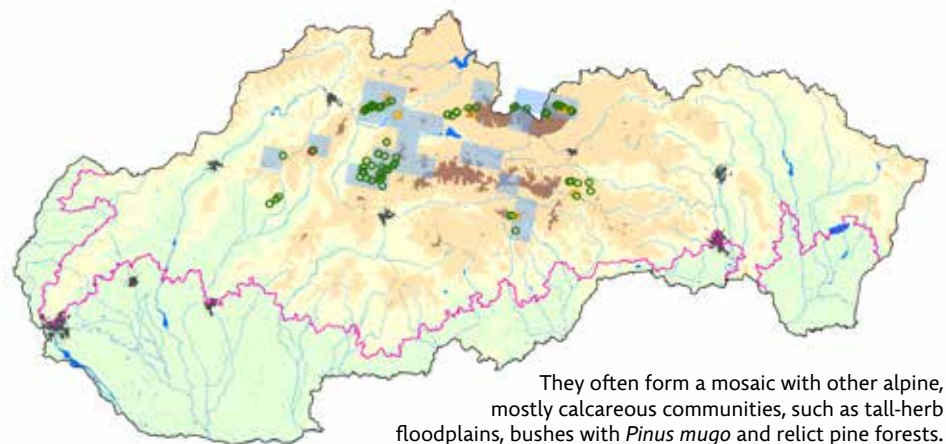 They often form a mosaic with other alpine,
mostly calcareous communities, such as tall-herb
floodplains, bushes with Pinus mugo and relict pine forests.